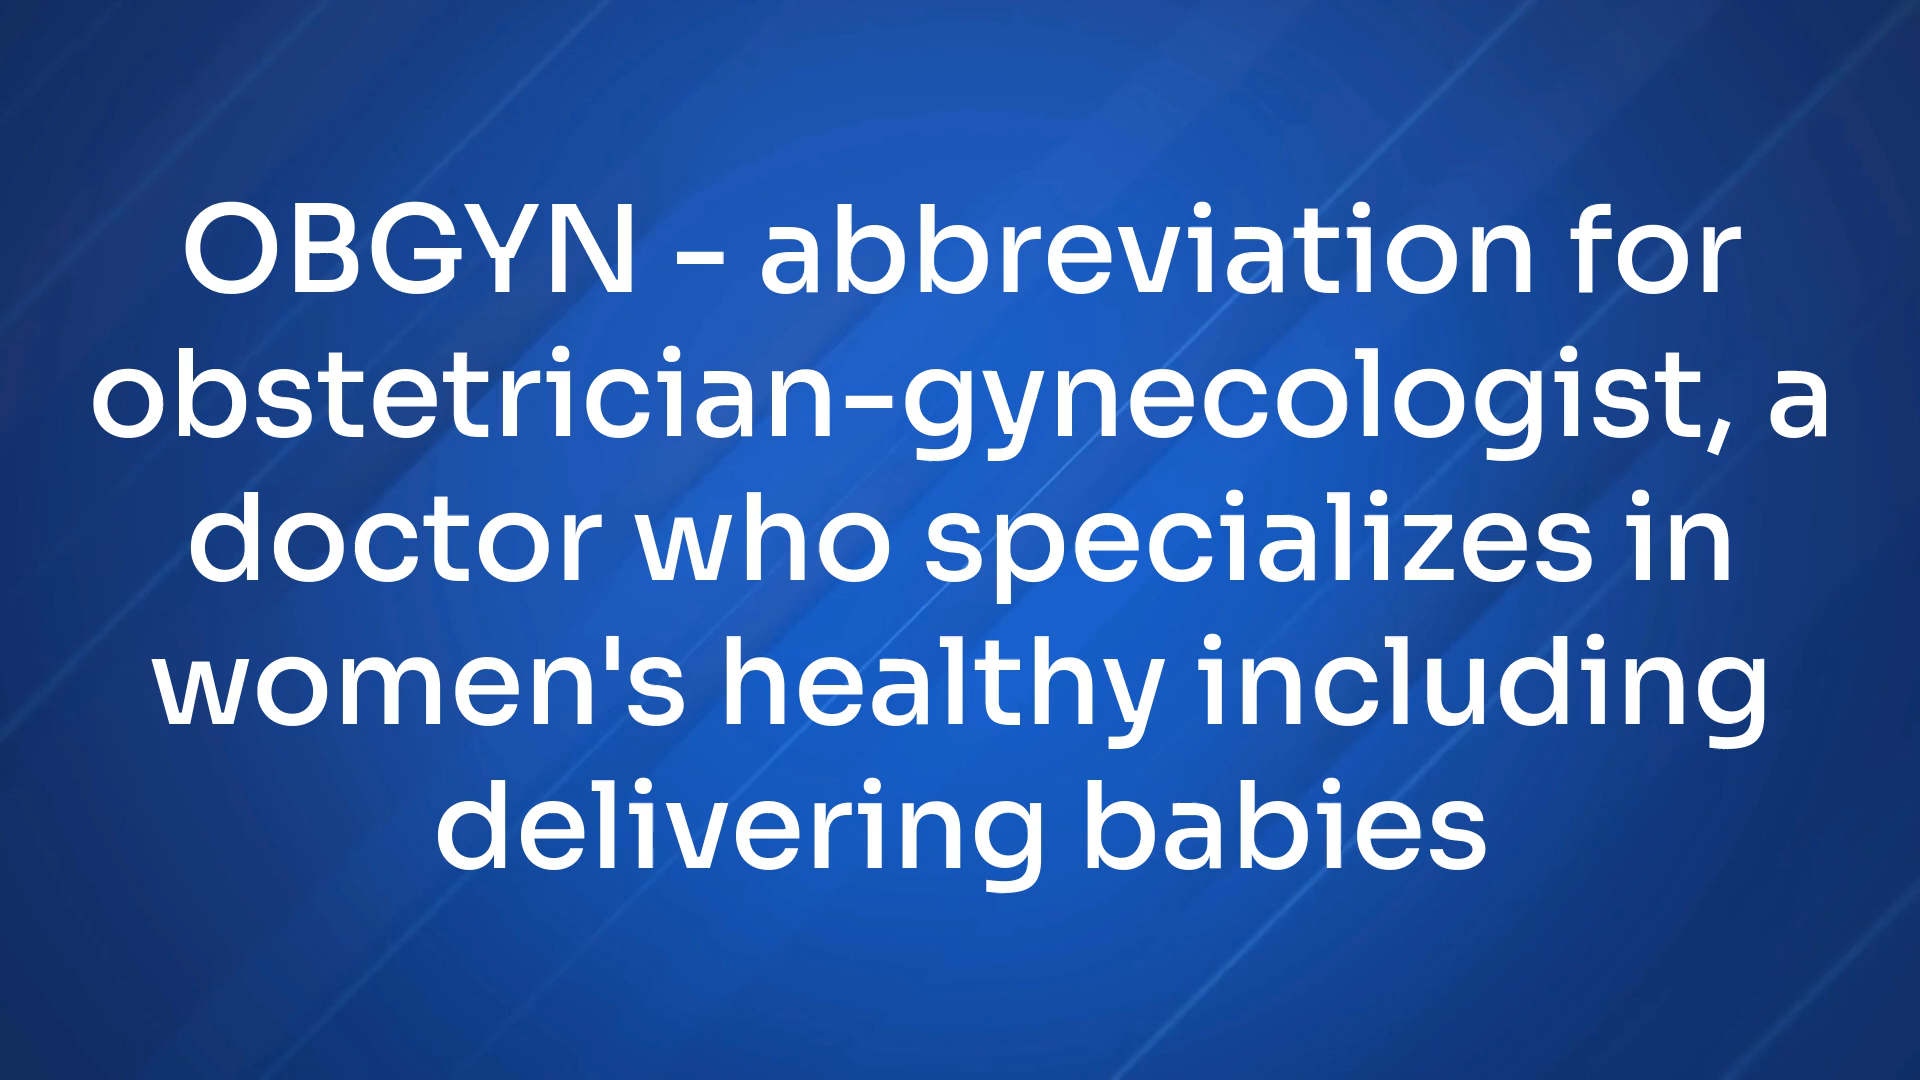 OBGYN - abbreviation for
obstetrician-gynecologist, a
doctor who specializes in
women's healthy including
delivering babies